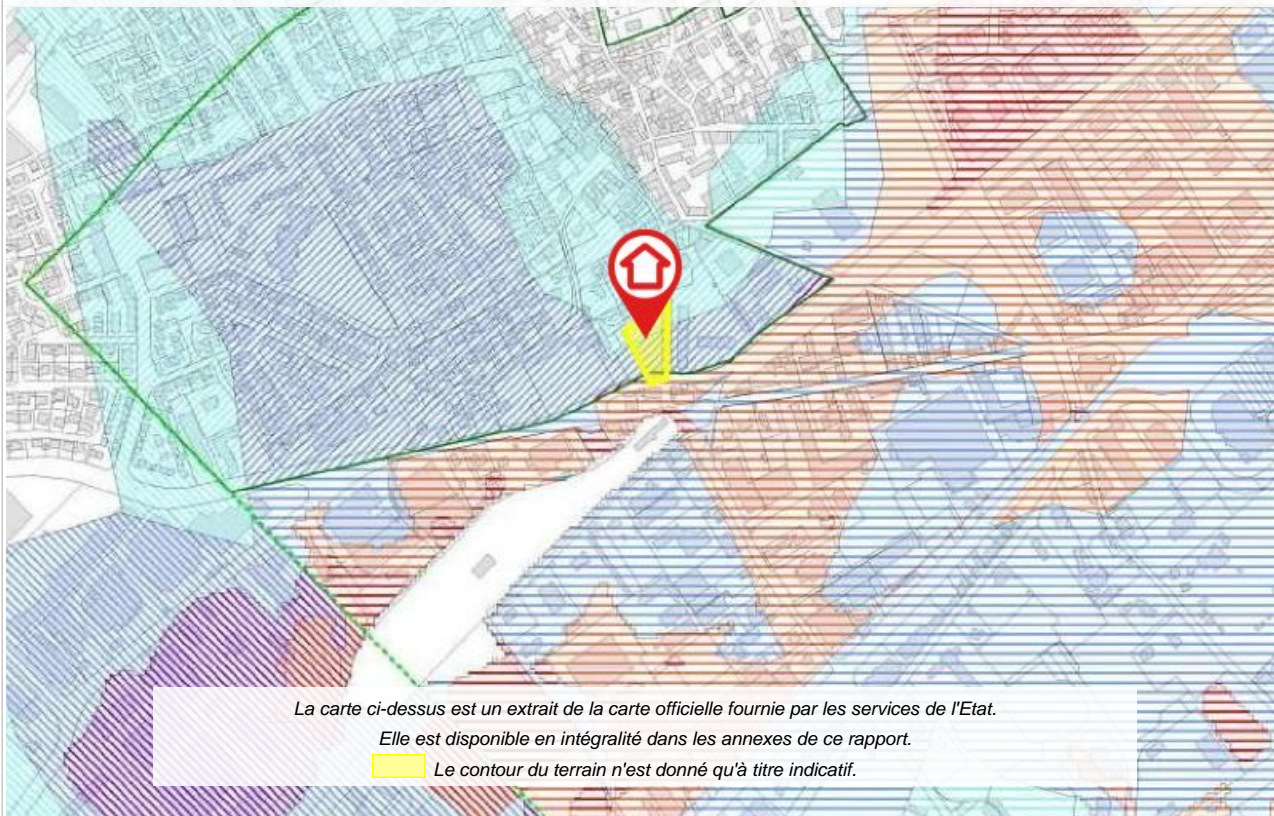 La carte ci-dessus est un extrait de la carte officielle fournie par les services de l'Etat.
Elle est disponible en intégralité dans les annexes de ce rapport.
Le contour du terrain n'est donné qu'à titre indicatif.